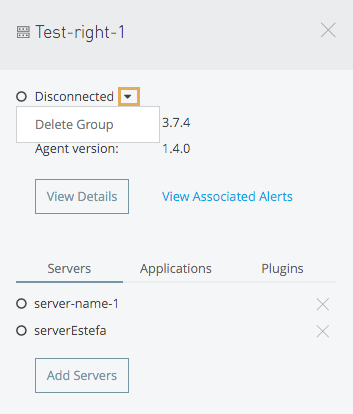 Test-right-1
Disconnected
Delete Group
3.7.4
Agent version: 1.4.0
View Details
View Associated Alerts
Servers Applications Plugins
server-name-1
serverEstefa
Add Servers